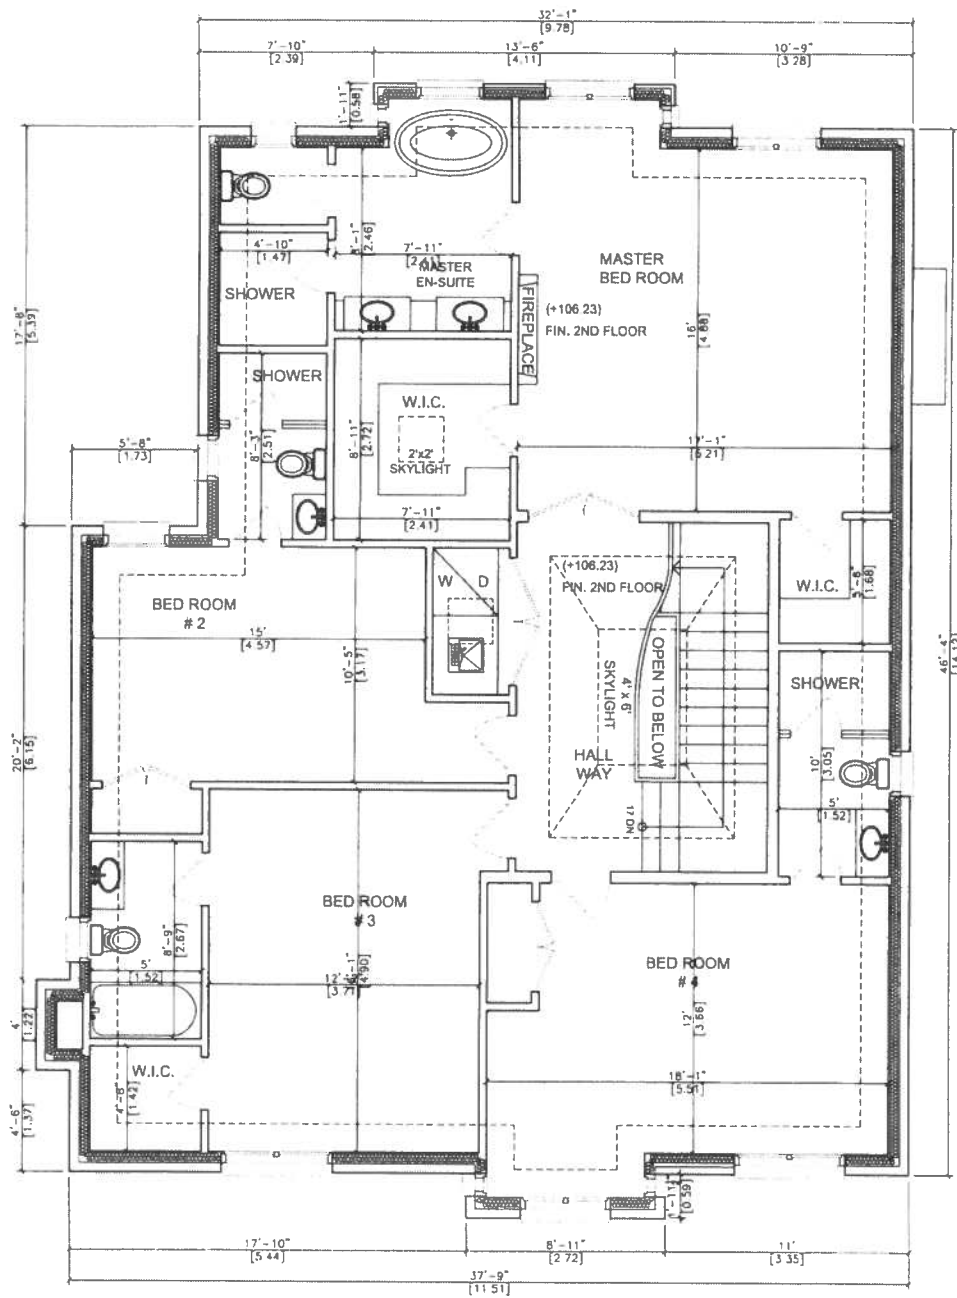 32'-1"
[9.78]
7'-10"
[2.39]
13'-6"
[4.11]
10'-9"
[3.28]
1'-11"
[0.58]
17'-8"
[5.39]
4'-10"
[1.47]
8'-1"
[2.46]
7'-11"
[2.41]
MASTER
EN-SUITE
SHOWER
FIREPLACE
MASTER
BED ROOM
(+106.23)
FIN. 2ND FLOOR
16'
[4.88]
SHOWER
8'-3"
[2.51]
W.I.C.
8'-11"
[2.72]
2'x2'
SKYLIGHT
7'-11"
[2.41]
17'-1"
[5.21]
5'-8"
[1.73]
BED ROOM
# 2
15'
[4.57]
10'-5"
[3.17]
W D
(+106.23)
FIN. 2ND FLOOR
SKYLIGHT
4' x 6'
OPEN TO BELOW
HALL
WAY
17 DN
W.I.C.
[1.68]
46'-4"
SHOWER
10'
[3.05]
5'
[1.52]
20'-2"
[6.15]
BED ROOM
# 3
8'-9"
[2.67]
5'
[1.52]
[4.90]
4'
[1.22]
W.I.C.
4'-8"
[1.42]
4'-6"
[1.37]
BED ROOM
# 4
12'
[3.66]
18'-1"
[5.51]
1'-11"
[0.59]
17'-10"
[5.44]
8'-11"
[2.72]
11'
[3.35]
37'-9"
[11.51]